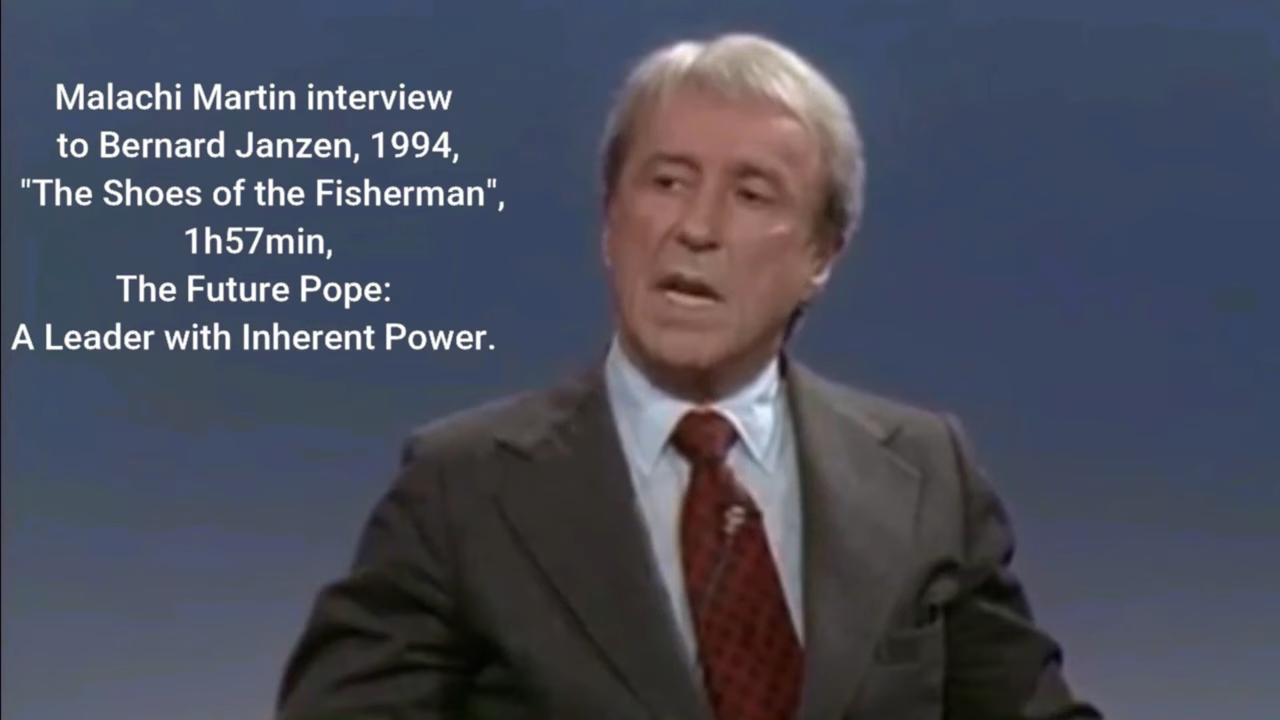 Malachi Martin interview
to Bernard Janzen, 1994,
"The Shoes of the Fisherman",
1h57min,
The Future Pope:
A Leader with Inherent Power.